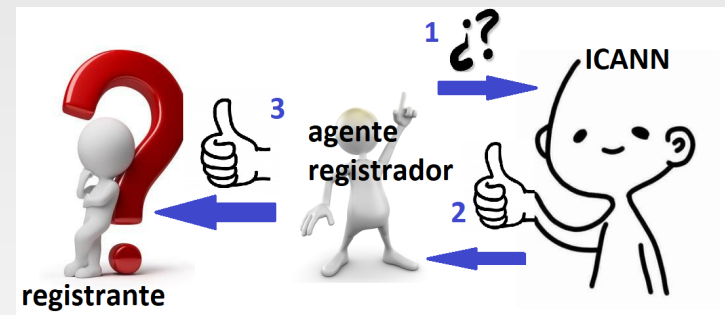 1
¿?
ICANN
3
agente
registrador
2
registrante